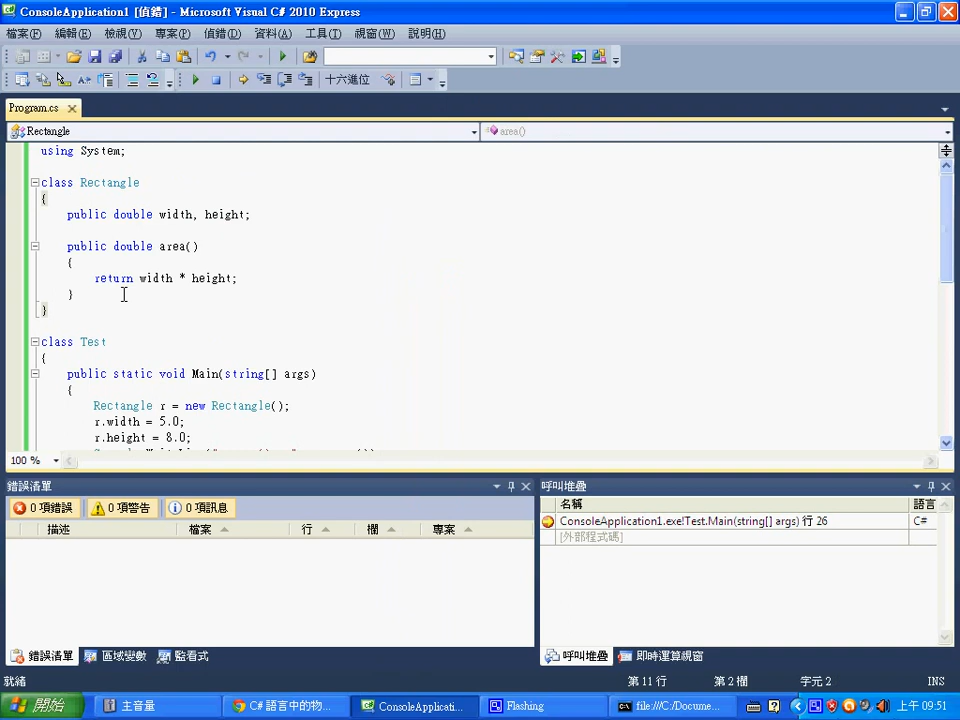 ConsoleApplication1 [偵錯] - Microsoft Visual C# 2010 Express
檔案(F) 編輯(E) 檢視(V) 專案(P) 偵錯(D) 資料(A) 工具(T) 視窗(W) 說明(H)
十六進位
Program.cs
Rectangle area()
using System;
class Rectangle
{
public double width, height;
public double area()
{
return width * height;
}
}
class Test
{
public static void Main(string[] args)
{
Rectangle r = new Rectangle();
r.width = 5.0;
r.height = 8.0;
100 %
錯誤清單
0 項錯誤 0 項警告 0 項訊息
描述 檔案 行 欄 專案
呼叫堆疊
名稱 語言
ConsoleApplication1.exe!Test.Main(string[] args) 行 26 C#
[外部程式碼]
錯誤清單 區域變數 監看式
呼叫堆疊 即時運算視窗
就緒 第 11 行 第 2 欄 字元 2 INS
開始 主音量 C# 語言中的物... ConsoleApplicati... Flashing file:///C:/Docume... 上午 09:51